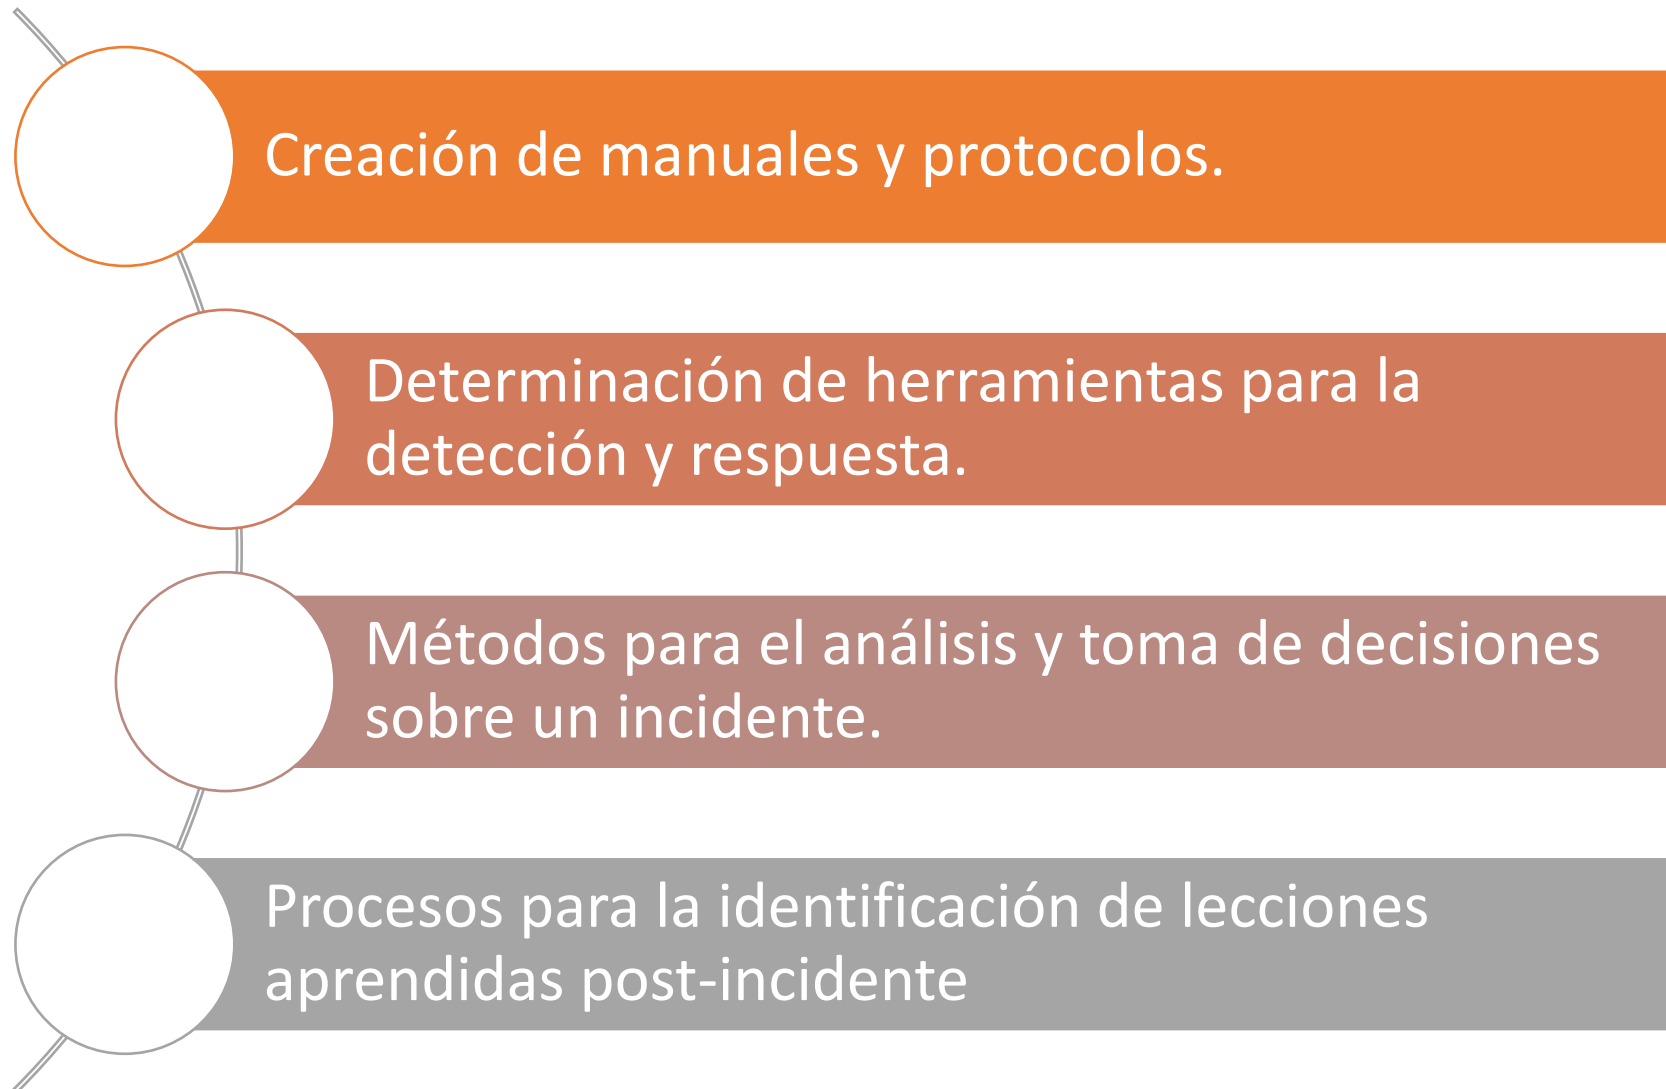 Creación de manuales y protocolos.
Determinación de herramientas para la
detección y respuesta.
Métodos para el análisis y toma de decisiones
sobre un incidente.
Procesos para la identificación de lecciones
aprendidas post-incidente